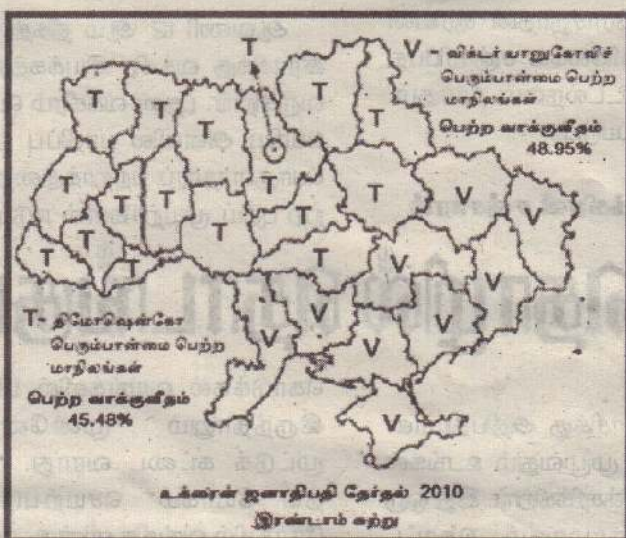 T
V - விக்டர் யானுகோவிச்
பெரும்பான்மை பெற்ற
மாநிலங்கள்
பெற்ற வாக்குவீதம்
48.95%
T T T T T
T T T T T T V V
T T T T V V
V V V V
V
T - திமோஷென்கோ
பெரும்பான்மை பெற்ற
மாநிலங்கள்
பெற்ற வாக்குவீதம்
45.48%
உக்ரைன் ஜனாதிபதி தேர்தல் 2010
இரண்டாம் சுற்று